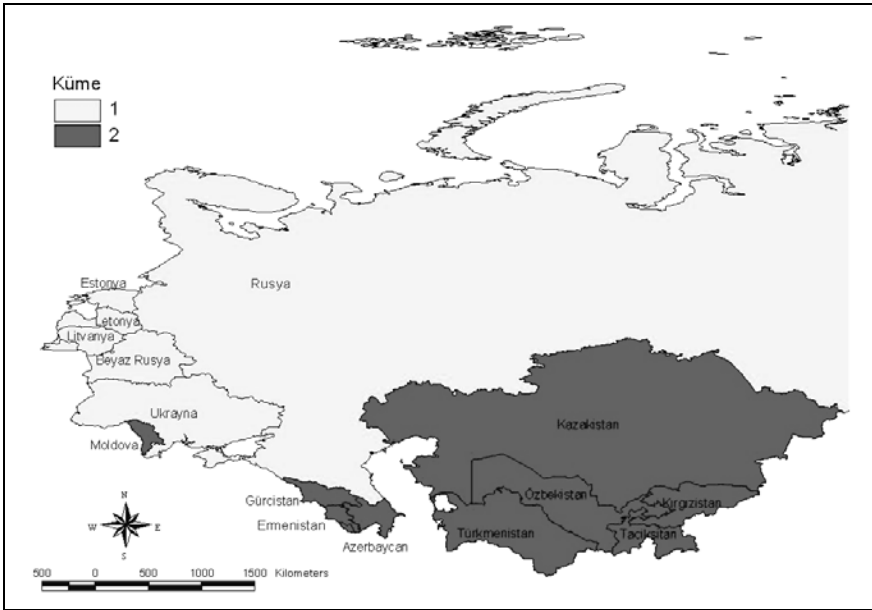 Küme
1
2
Rusya
Estonya
Letonya
Litvanya
Beyaz Rusya
Ukrayna
Moldova
Kazakistan
Gürcistan
Özbekistan
Kırgızistan
Ermenistan
Türkmenistan
Taciksitan
Azerbaycan
N
W E
S
500 0 500 1000 1500 Kilometers